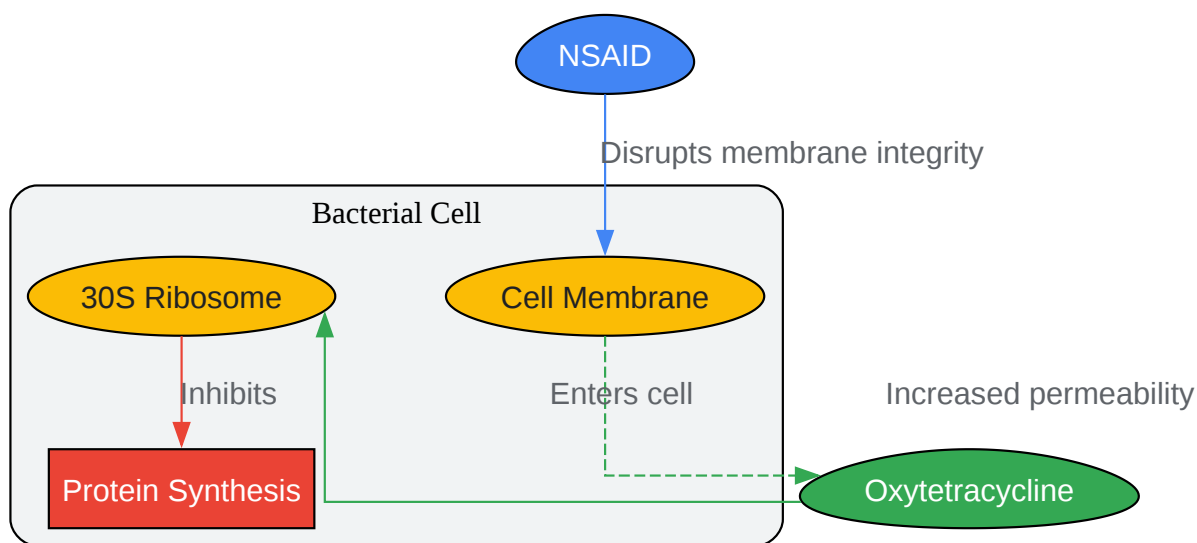 NSAID
Disrupts membrane integrity
Bacterial Cell
30S Ribosome
Cell Membrane
Inhibits
Enters cell
Increased permeability
Protein Synthesis
Oxytetracycline